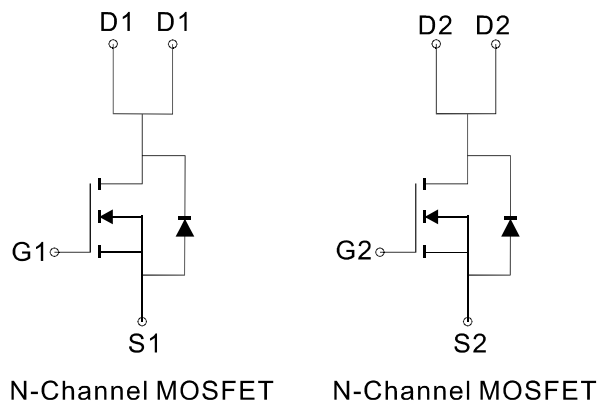 D1 D1 D2 D2
G1 G2
S1 S2
N-Channel MOSFET N-Channel MOSFET